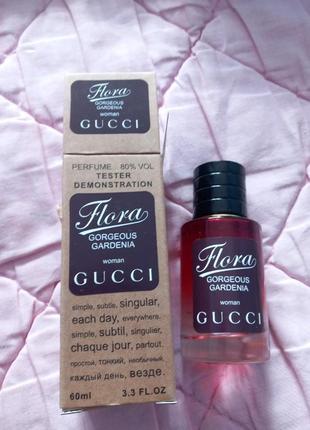 Flora
GORGEOUS
GARDENIA
woman
GUCCI
PERFUME 80% VOL
TESTER
DEMONSTRATION
Flora
GORGEOUS
GARDENIA
woman
GUCCI
simple, subtle, singular,
each day, everywhere.
simple, subtil, singulier,
chaque jour, partout.
простой, тонкий, необычный,
каждый день, везде.
60ml 3.3 FL.OZ
Flora
GORGEOUS
GARDENIA
woman
GUCCI